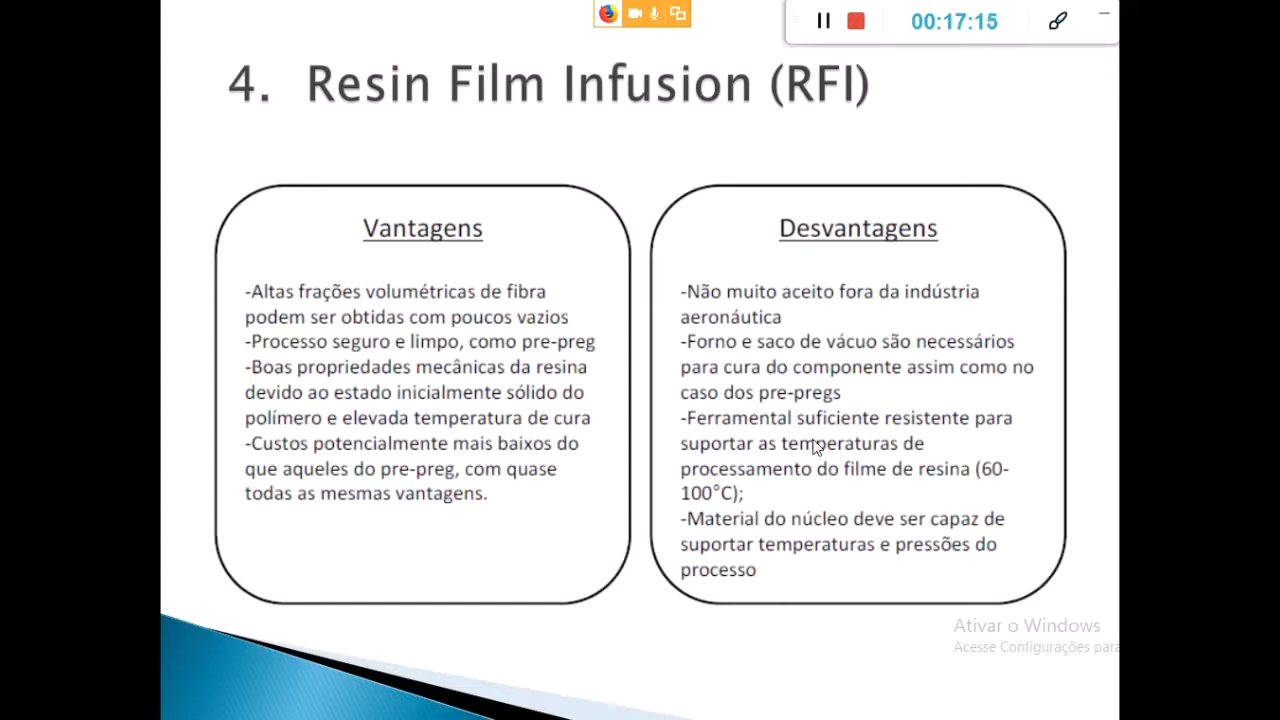 00:17:15
4. Resin Film Infusion (RFI)
Vantagens
-Altas frações volumétricas de fibra
podem ser obtidas com poucos vazios
-Processo seguro e limpo, como pre-preg
-Boas propriedades mecânicas da resina
devido ao estado inicialmente sólido do
polímero e elevada temperatura de cura
-Custos potencialmente mais baixos do
que aqueles do pre-preg, com quase
todas as mesmas vantagens.
Desvantagens
-Não muito aceito fora da indústria
aeronáutica
-Forno e saco de vácuo são necessários
para cura do componente assim como no
caso dos pre-pregs
-Ferramental suficiente resistente para
suportar as temperaturas de
processamento do filme de resina (60-
100°C);
-Material do núcleo deve ser capaz de
suportar temperaturas e pressões do
processo
Ativar o Windows
Acesse Configurações para